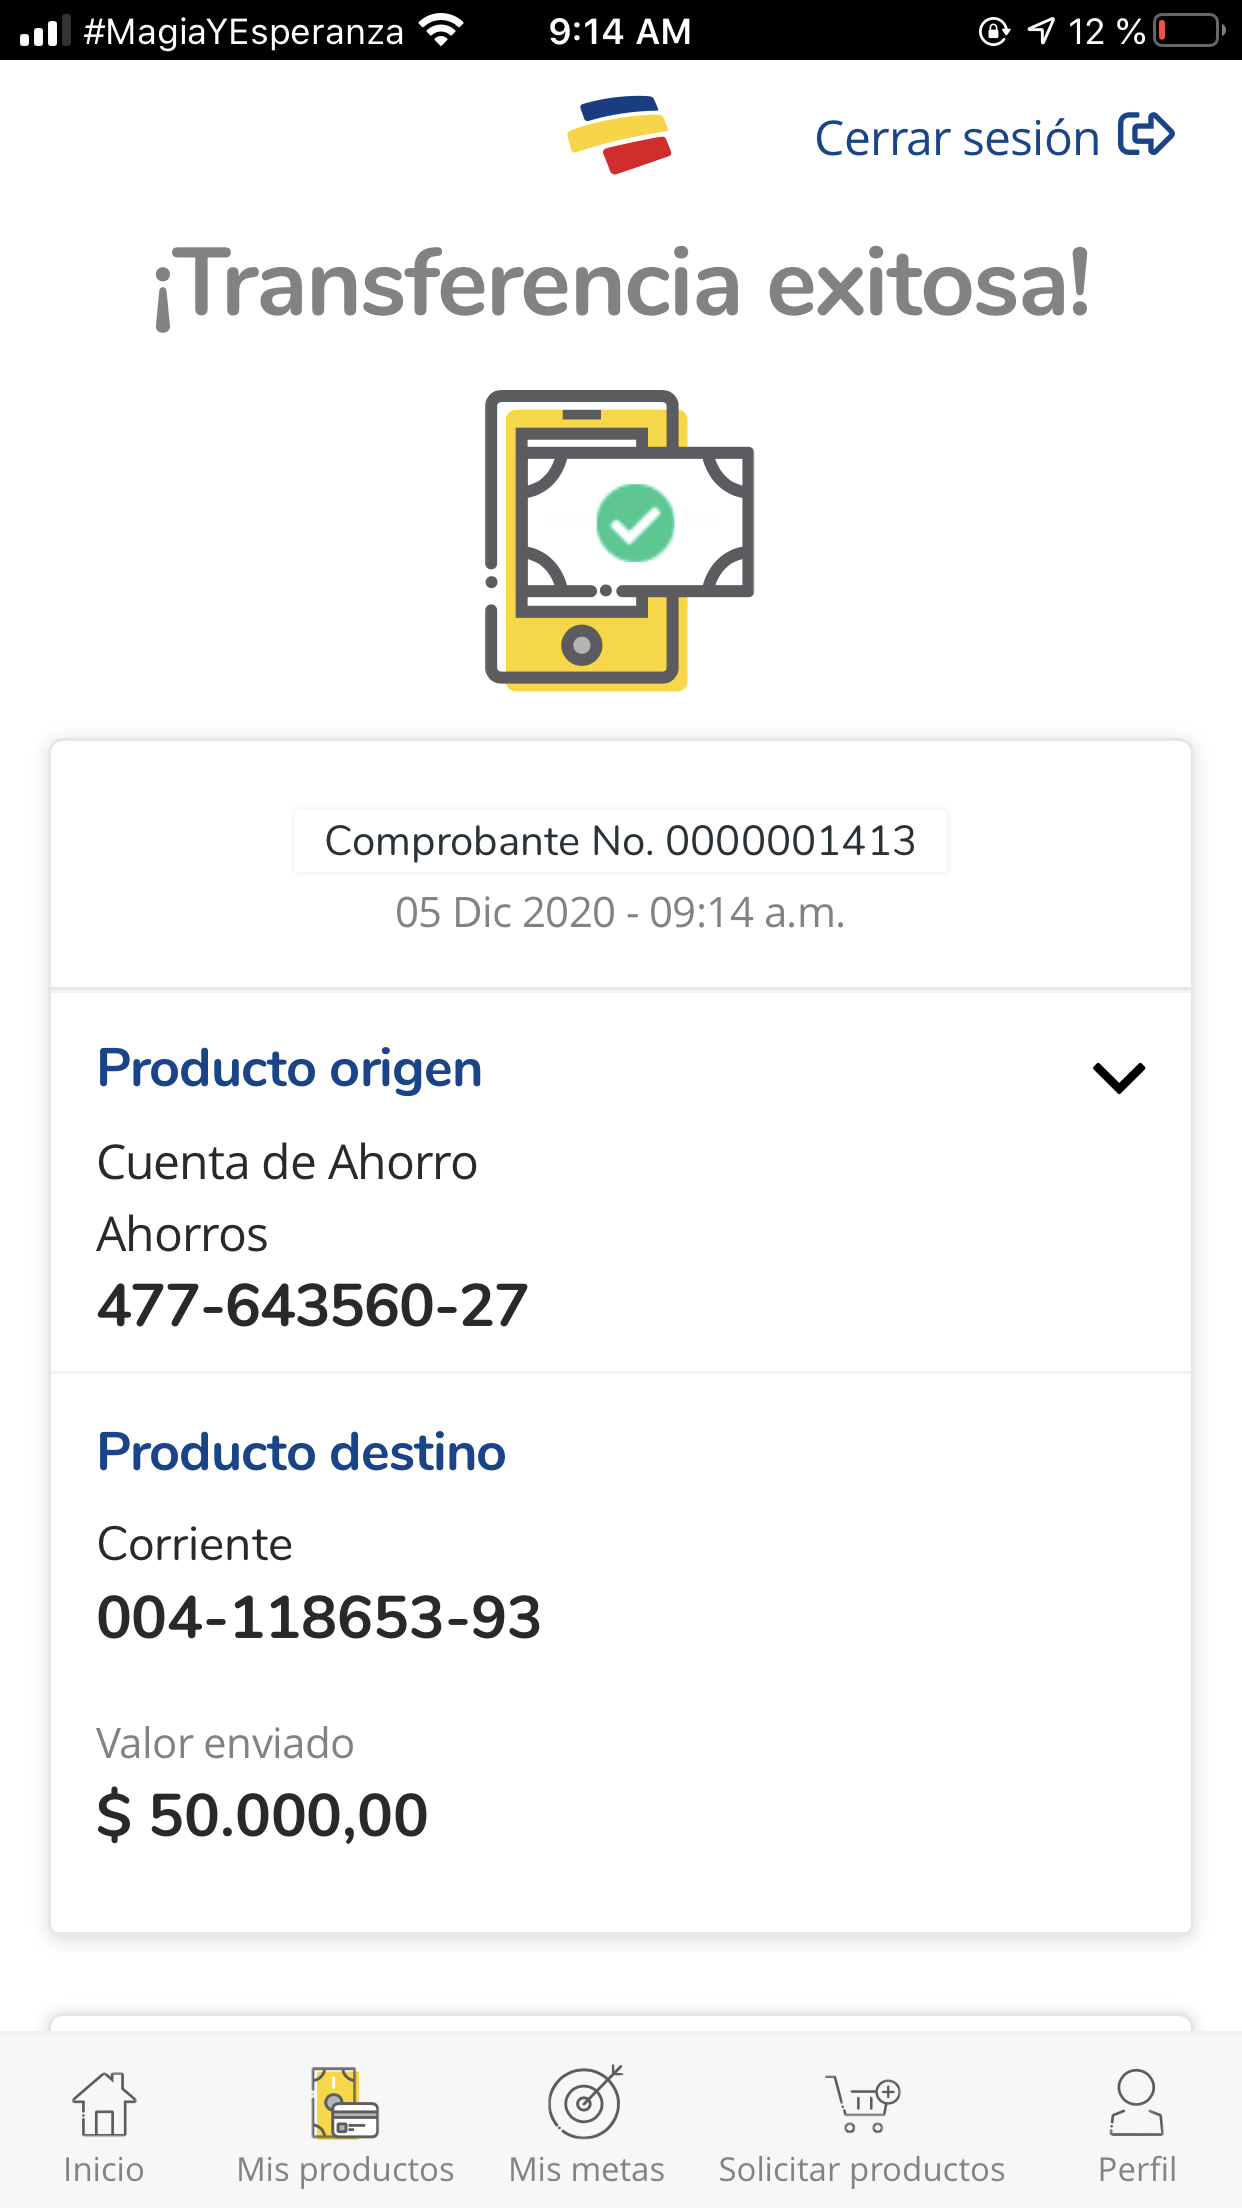 #MagiaYEsperanza
9:14 AM
12 %
Cerrar sesión
¡Transferencia exitosa!
Comprobante No. 0000001413
05 Dic 2020 - 09:14 a.m.
Producto origen
Cuenta de Ahorro
Ahorros
477-643560-27
Producto destino
Corriente
004-118653-93
Valor enviado
$ 50.000,00
Inicio
Mis productos
Mis metas
Solicitar productos
Perfil